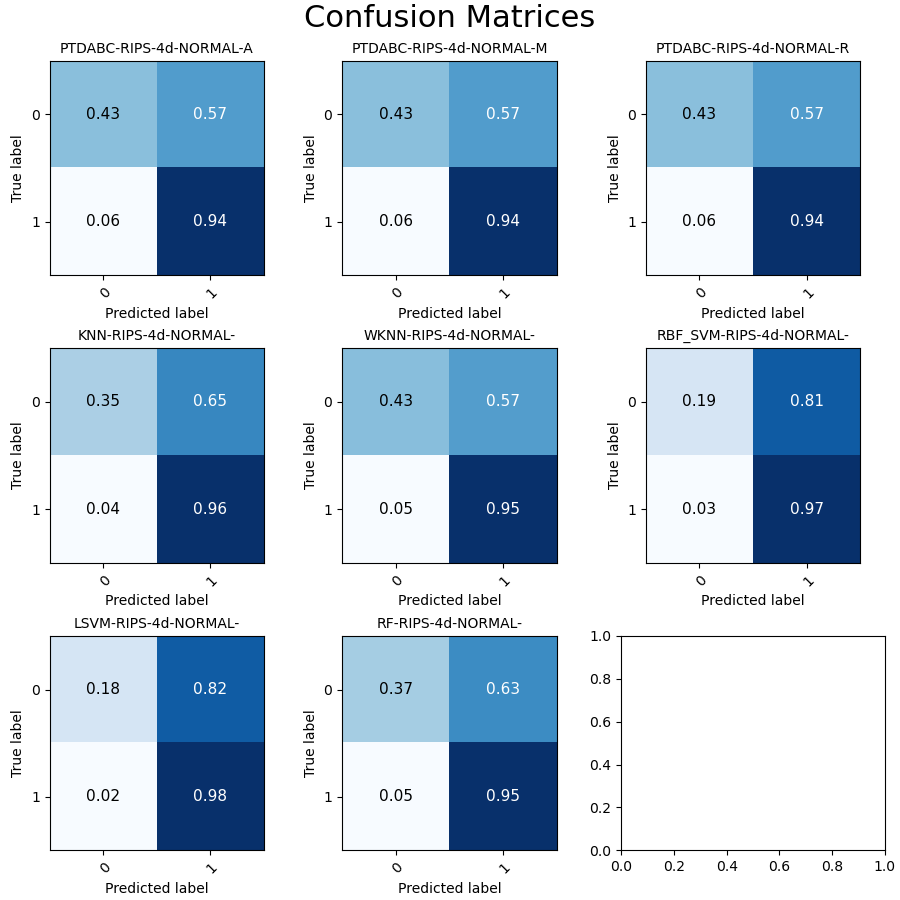 Confusion Matrices
PTDABC-RIPS-4d-NORMAL-A
0.43 0.57
0.06 0.94
0
1
True label
0 1
Predicted label
PTDABC-RIPS-4d-NORMAL-M
0.43 0.57
0.06 0.94
0
1
True label
0 1
Predicted label
PTDABC-RIPS-4d-NORMAL-R
0.43 0.57
0.06 0.94
0
1
True label
0 1
Predicted label
KNN-RIPS-4d-NORMAL-
0.35 0.65
0.04 0.96
0
1
True label
0 1
Predicted label
WKNN-RIPS-4d-NORMAL-
0.43 0.57
0.05 0.95
0
1
True label
0 1
Predicted label
RBF_SVM-RIPS-4d-NORMAL-
0.19 0.81
0.03 0.97
0
1
True label
0 1
Predicted label
LSVM-RIPS-4d-NORMAL-
0.18 0.82
0.02 0.98
0
1
True label
0 1
Predicted label
RF-RIPS-4d-NORMAL-
0.37 0.63
0.05 0.95
0
1
True label
0 1
Predicted label
1.0
0.8
0.6
0.4
0.2
0.0
0.0 0.2 0.4 0.6 0.8 1.0